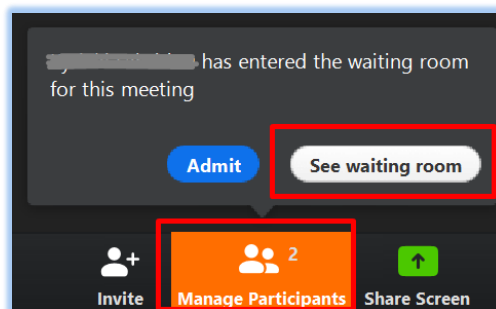 has entered the waiting room
for this meeting
Admit
See waiting room
2
Invite
Manage Participants
Share Screen